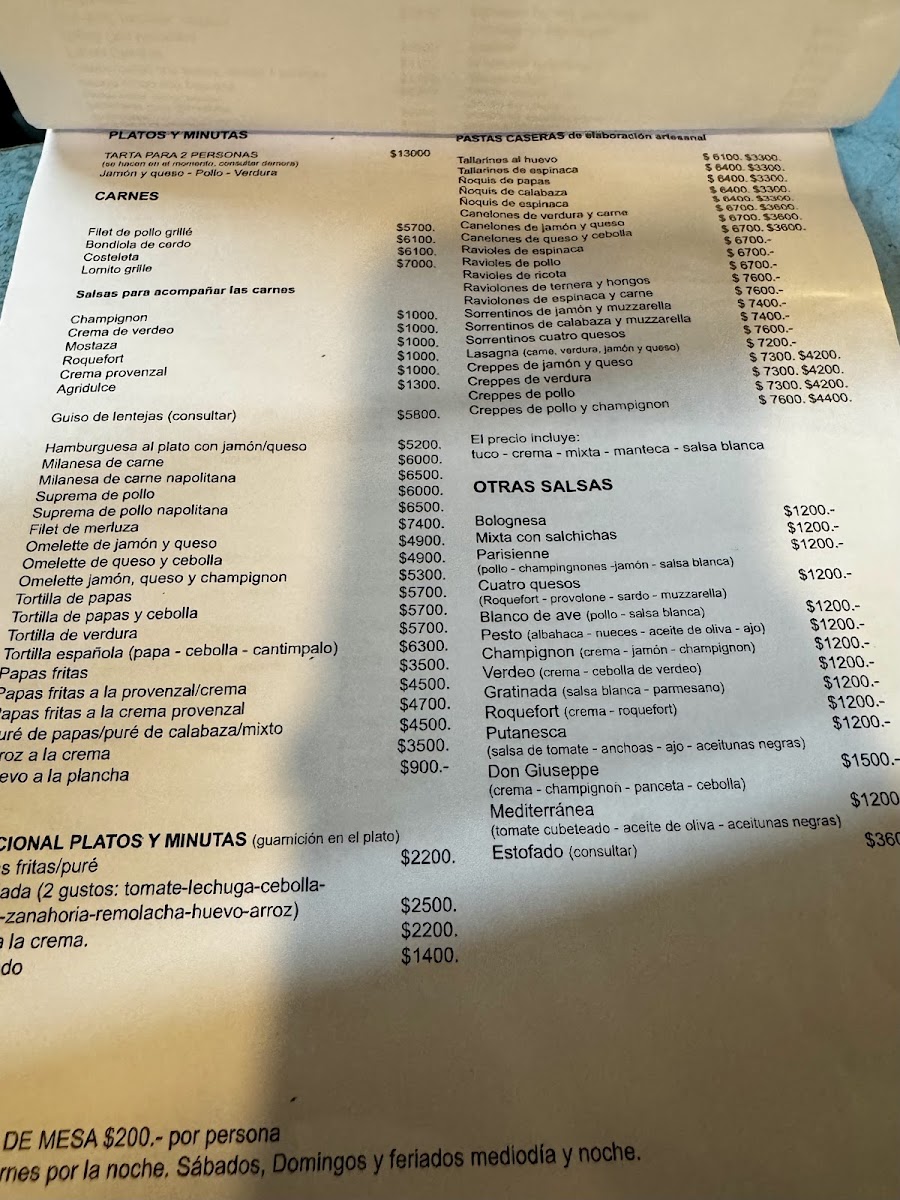 PLATOS Y MINUTAS
TARTA PARA 2 PERSONAS $13000
(se hacen en el momento, consultar demora)
Jamón y queso - Pollo - Verdura
CARNES
Filet de pollo grillé $5700.
Bondiola de cerdo $6100.
Costeleta $6100.
Lomito grille $7000.
Salsas para acompañar las carnes
Champignon $1000.
Crema de verdeo $1000.
Mostaza $1000.
Roquefort $1000.
Crema provenzal $1000.
Agridulce $1300.
Guiso de lentejas (consultar) $5800.
Hamburguesa al plato con jamón/queso $5200.
Milanesa de carne $6000.
Milanesa de carne napolitana $6500.
Suprema de pollo $6000.
Suprema de pollo napolitana $6500.
Filet de merluza $7400.
Omelette de jamón y queso $4900.
Omelette de queso y cebolla $4900.
Omelette jamón, queso y champignon $5300.
Tortilla de papas $5700.
Tortilla de papas y cebolla $5700.
Tortilla de verdura $5700.
Tortilla española (papa - cebolla - cantimpalo) $6300.
Papas fritas $3500.
Papas fritas a la provenzal/crema $4500.
apas fritas a la crema provenzal $4700.
uré de papas/puré de calabaza/mixto $4500.
roz a la crema $3500.
evo a la plancha $900.-
CIONAL PLATOS Y MINUTAS (guarnición en el plato)
s fritas/puré $2200.
ada (2 gustos: tomate-lechuga-cebolla-
-zanahoria-remolacha-huevo-arroz) $2500.
a la crema. $2200.
do $1400.
PASTAS CASERAS de elaboración artesanal
Tallarines al huevo $ 6100. $3300.
Tallarines de espinaca $ 6400. $3300.
Ñoquis de papas $ 6400. $3300.
Ñoquis de calabaza $ 6400. $3300.
Ñoquis de espinaca $ 6400. $3300.
Canelones de verdura y carne $ 6700. $3600.
Canelones de jamón y queso $ 6700. $3600.
Canelones de queso y cebolla $ 6700. $3600.
Ravioles de espinaca $ 6700.-
Ravioles de pollo $ 6700.-
Ravioles de ricota $ 6700.-
Raviolones de ternera y hongos $ 7600.-
Raviolones de espinaca y carne $ 7600.-
Sorrentinos de jamón y muzzarella $ 7400.-
Sorrentinos de calabaza y muzzarella $ 7400.-
Sorrentinos cuatro quesos $ 7600.-
Lasagna (carne, verdura, jamón y queso) $ 7200.-
Creppes de jamón y queso $ 7300. $4200.
Creppes de verdura $ 7300. $4200.
Creppes de pollo $ 7300. $4200.
Creppes de pollo y champignon $ 7600. $4400.
El precio incluye:
tuco - crema - mixta - manteca - salsa blanca
OTRAS SALSAS
Bolognesa $1200.-
Mixta con salchichas $1200.-
Parisienne $1200.-
(pollo - champingnones -jamón - salsa blanca)
Cuatro quesos $1200.-
(Roquefort - provolone - sardo - muzzarella)
Blanco de ave (pollo - salsa blanca) $1200.-
Pesto (albahaca - nueces - aceite de oliva - ajo) $1200.-
Champignon (crema - jamón - champignon) $1200.-
Verdeo (crema - cebolla de verdeo) $1200.-
Gratinada (salsa blanca - parmesano) $1200.-
Roquefort (crema - roquefort) $1200.-
Putanesca $1200.-
(salsa de tomate - anchoas - ajo - aceitunas negras)
Don Giuseppe $1500.-
(crema - champignon - panceta - cebolla)
Mediterránea $1200
(tomate cubeteado - aceite de oliva - aceitunas negras)
Estofado (consultar) $360
DE MESA $200.- por persona
rnes por la noche. Sábados, Domingos y feriados mediodía y noche.